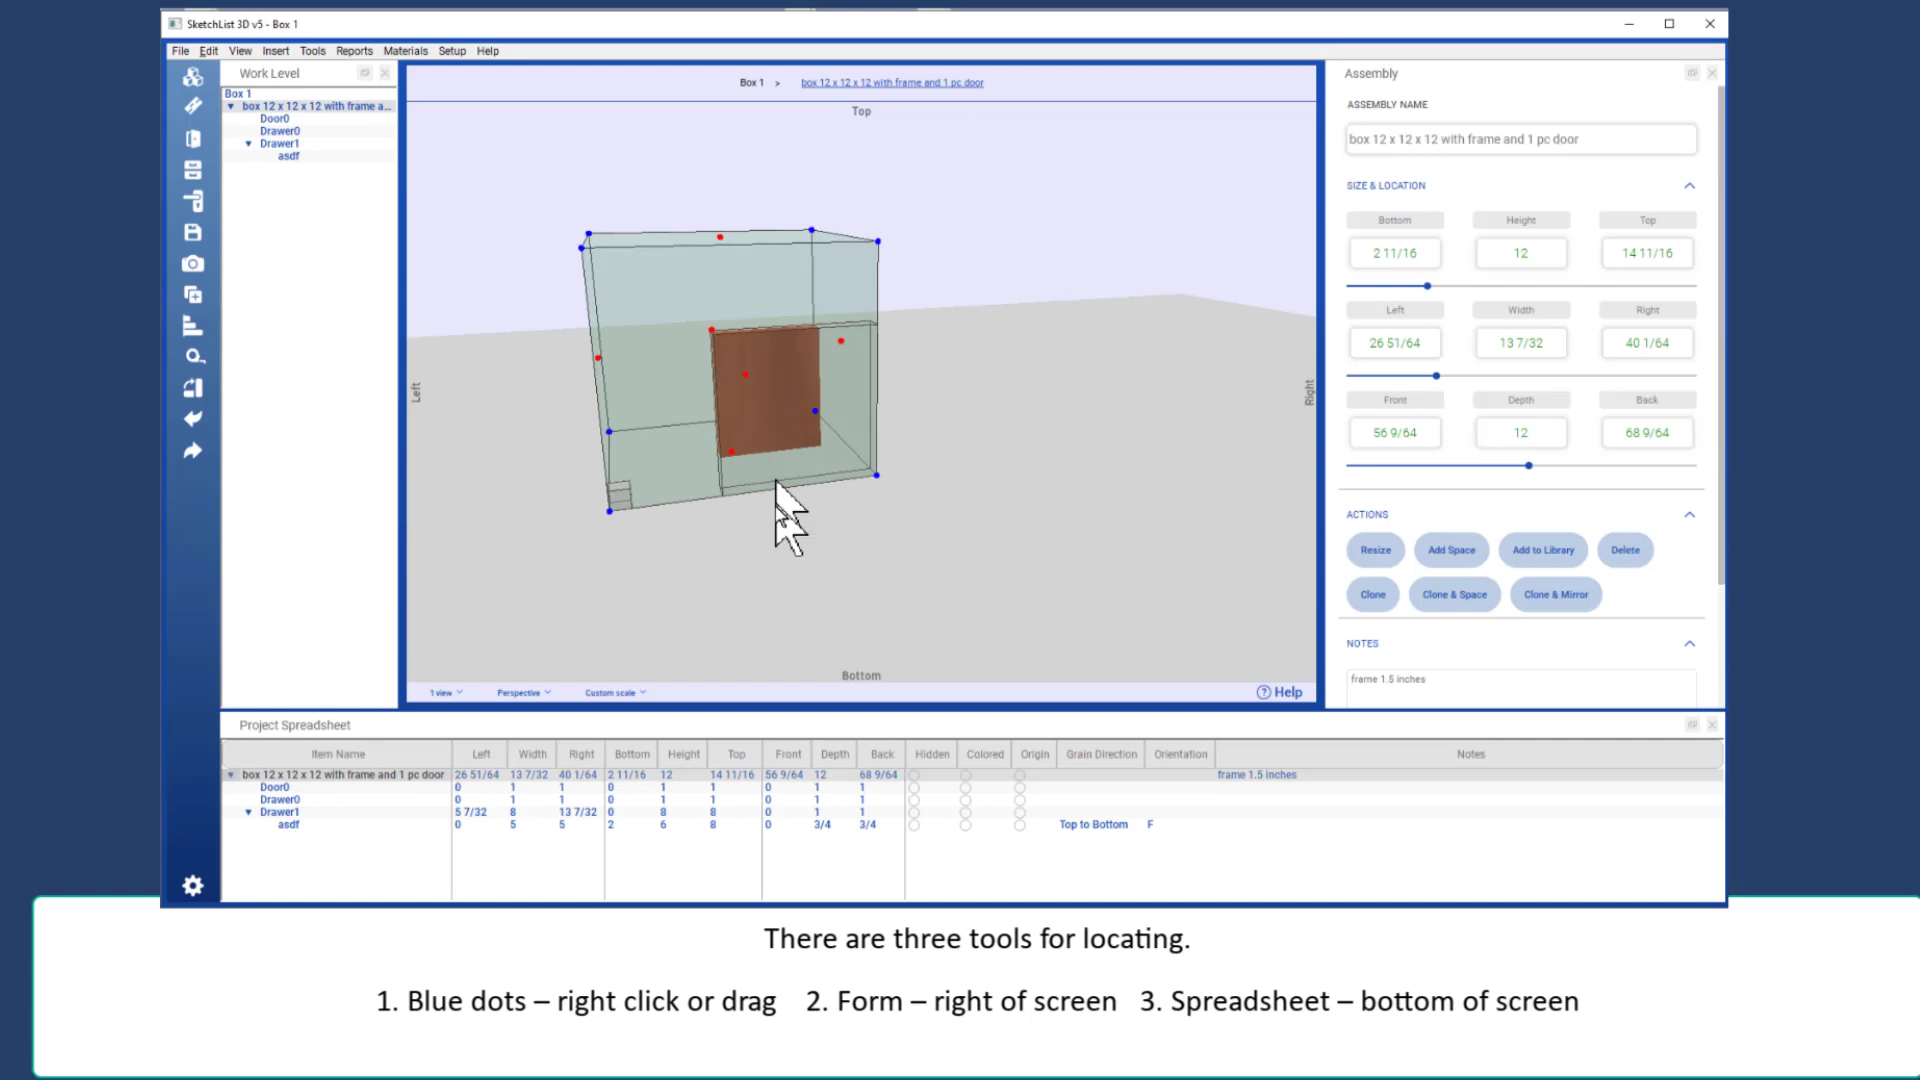 SketchList 3D v5 - Box 1
File Edit View Insert Tools Reports Materials Setup Help
Work Level
Box 1
box 12 x 12 x 12 with frame a...
Door0
Drawer0
Drawer1
asdf
Box 1 > box 12 x 12 x 12 with frame and 1 pc door
Top
Left
Right
Bottom
1 view Perspective Custom scale
? Help
Assembly
ASSEMBLY NAME
box 12 x 12 x 12 with frame and 1 pc door
SIZE & LOCATION
Bottom Height Top
2 11/16 12 14 11/16
Left Width Right
26 51/64 13 7/32 40 1/64
Front Depth Back
56 9/64 12 68 9/64
ACTIONS
Resize Add Space Add to Library Delete
Clone Clone & Space Clone & Mirror
NOTES
frame 1.5 inches
Project Spreadsheet
Item Name Left Width Right Bottom Height Top Front Depth Back Hidden Colored Origin Grain Direction Orientation Notes
box 12 x 12 x 12 with frame and 1 pc door 26 51/64 13 7/32 40 1/64 2 11/16 12 14 11/16 56 9/64 12 68 9/64 frame 1.5 inches
Door0 0 1 1 0 1 1 0 1 1
Drawer0 0 1 1 0 1 1 0 1 1
Drawer1 5 7/32 8 13 7/32 0 8 8 0 1 1
asdf 0 5 5 2 6 8 0 3/4 3/4 Top to Bottom F
There are three tools for locating.
1. Blue dots – right click or drag 2. Form – right of screen 3. Spreadsheet – bottom of screen